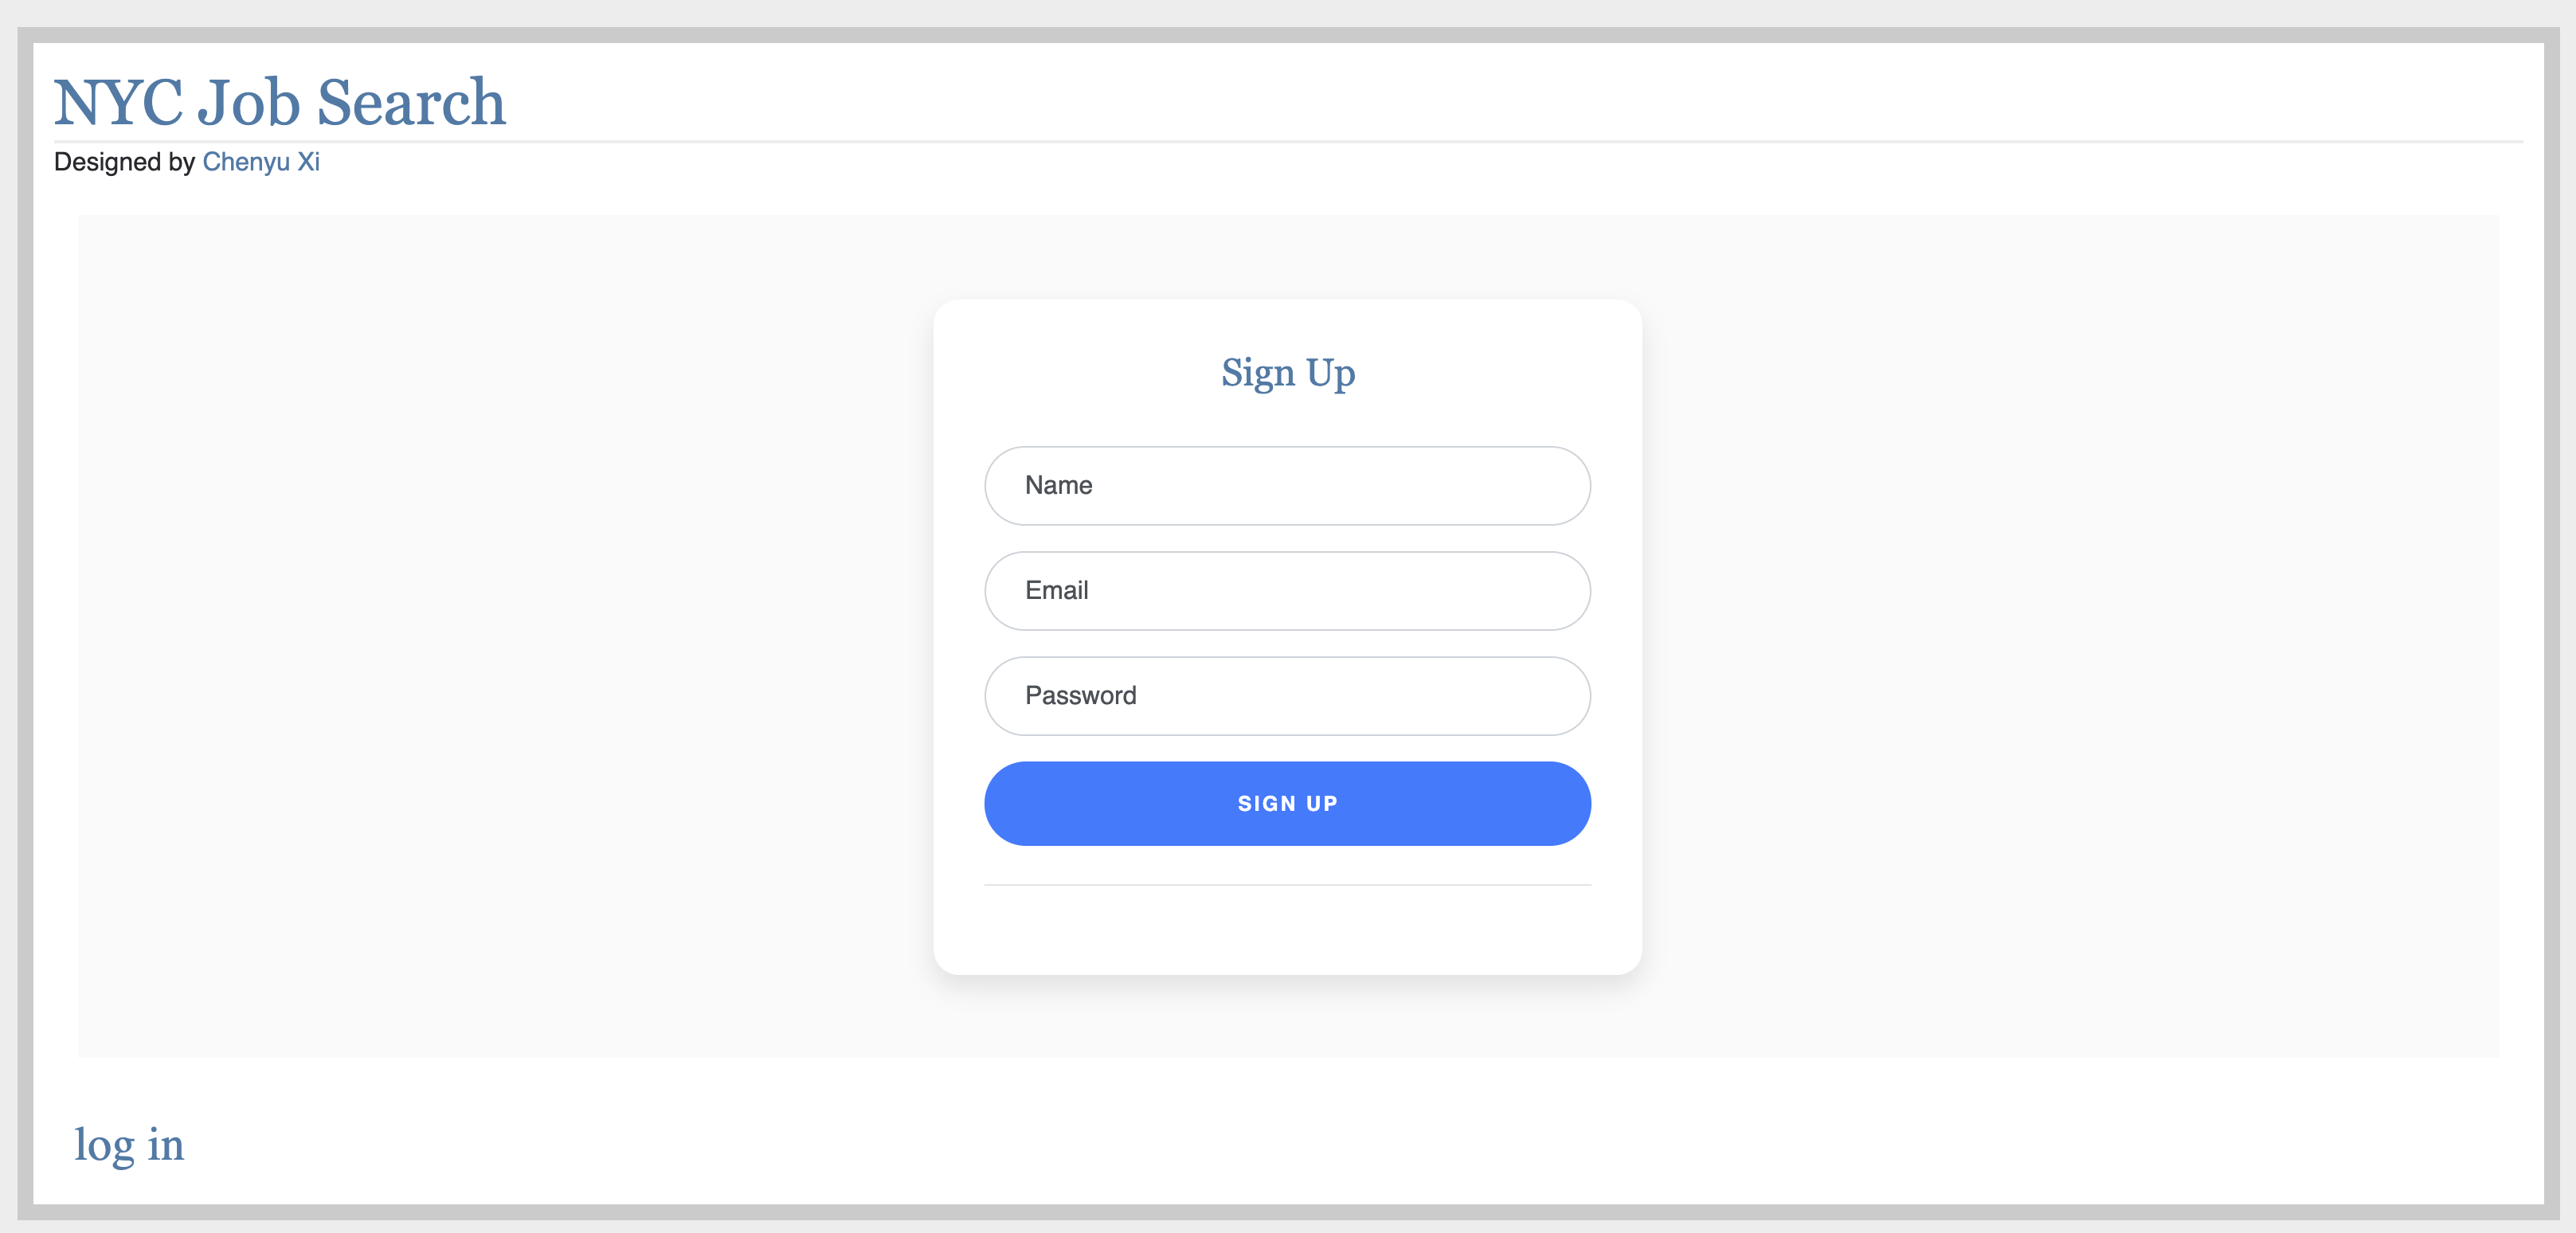 NYC Job Search
Designed by Chenyu Xi
Sign Up
Name
Email
Password
SIGN UP
log in